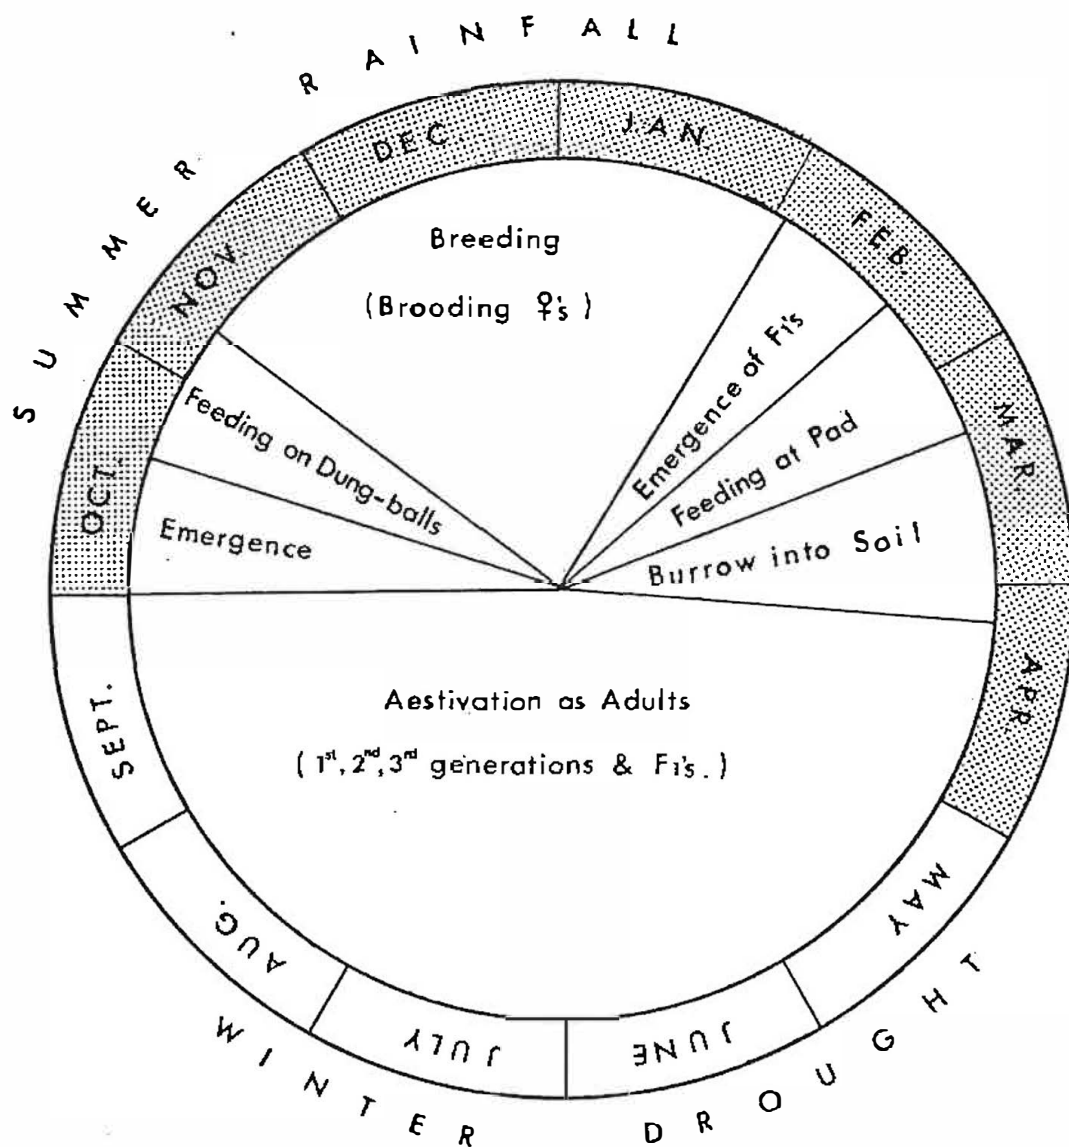 SUMMER RAINFALL
OCT.
NOV.
DEC
JAN.
FEB.
MAR.
APR.
MAY
JUNE
JULY
AUG.
SEPT.
Breeding
(Brooding ♀'s)
Emergence of F1's
Feeding at Pad
Burrow into Soil
Feeding on Dung-balls
Emergence
Aestivation as Adults
(1st, 2nd, 3rd generations & F1's.)
WINTER DROUGHT